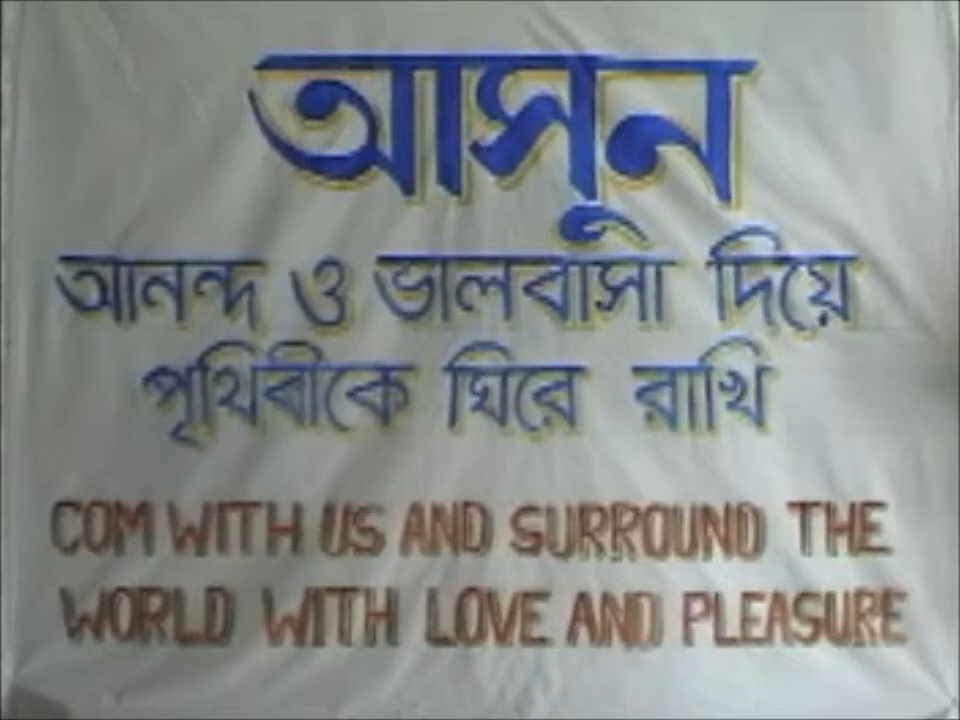 আসুন
আনন্দ ও ভালবাসা দিয়ে
পৃথিবীকে ঘিরে রাখি
COM WITH US AND SURROUND THE
WORLD WITH LOVE AND PLEASURE